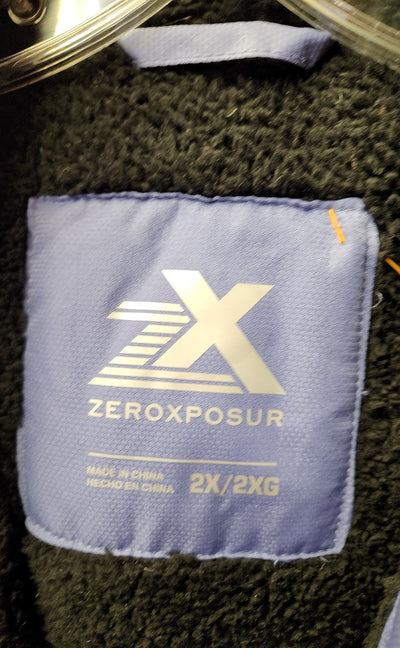 ZX
ZEROXPOSUR
MADE IN CHINA
HECHO EN CHINA
2X/2XG